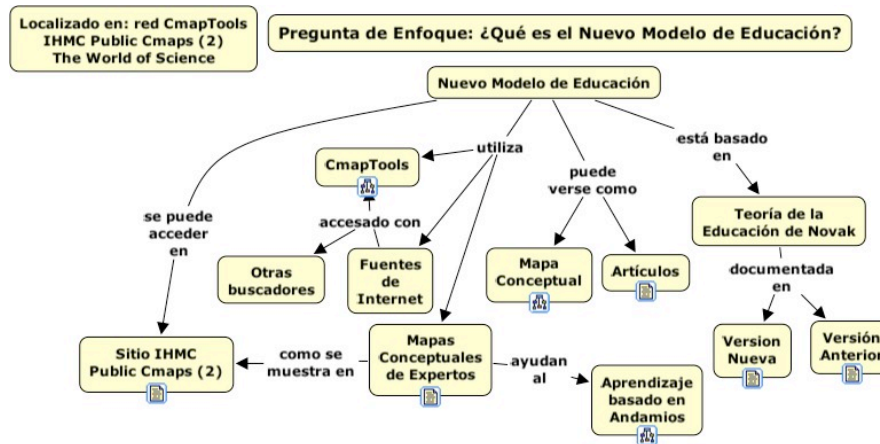 Localizado en: red CmapTools
IHMC Public Cmaps (2)
The World of Science
Pregunta de Enfoque: ¿Qué es el Nuevo Modelo de Educación?
Nuevo Modelo de Educación
utiliza
está basado
en
CmapTools
puede
verse como
se puede
acceder
en
accesado con
Teoría de la
Educación de Novak
Otras
buscadores
Fuentes
de
Internet
Mapa
Conceptual
Artículos
documentada
en
Sitio IHMC
Public Cmaps (2)
como se
muestra en
Mapas
Conceptuales
de Expertos
ayudan
al
Version
Nueva
Versión
Anterior
Aprendizaje
basado en
Andamios